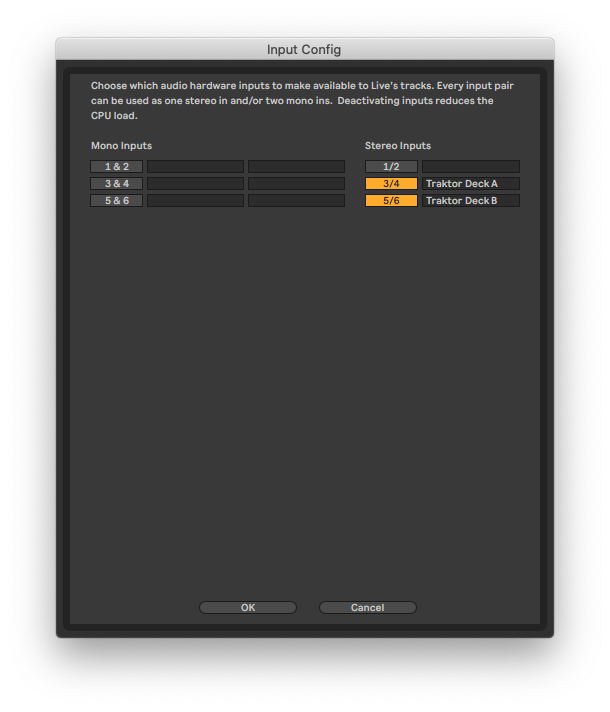 Input Config
Choose which audio hardware inputs to make available to Live's tracks. Every input pair
can be used as one stereo in and/or two mono ins. Deactivating inputs reduces the
CPU load.
Mono Inputs
Stereo Inputs
1 & 2
1/2
3 & 4
3/4 Traktor Deck A
5 & 6
5/6 Traktor Deck B
OK
Cancel